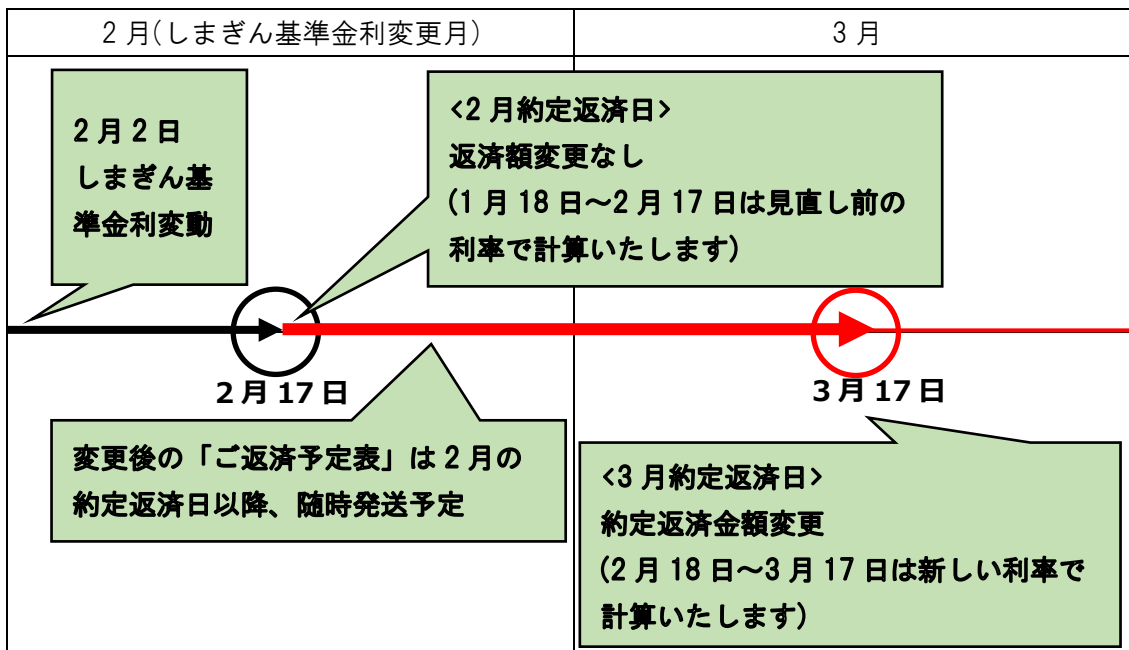 2月(しまぎん基準金利変更月)
3月
2月2日
しまぎん基
準金利変動
<2月約定返済日>
返済額変更なし
(1月18日～2月17日は見直し前の
利率で計算いたします)
2月17日
3月17日
変更後の「ご返済予定表」は2月の
約定返済日以降、随時発送予定
<3月約定返済日>
約定返済金額変更
(2月18日～3月17日は新しい利率で
計算いたします)